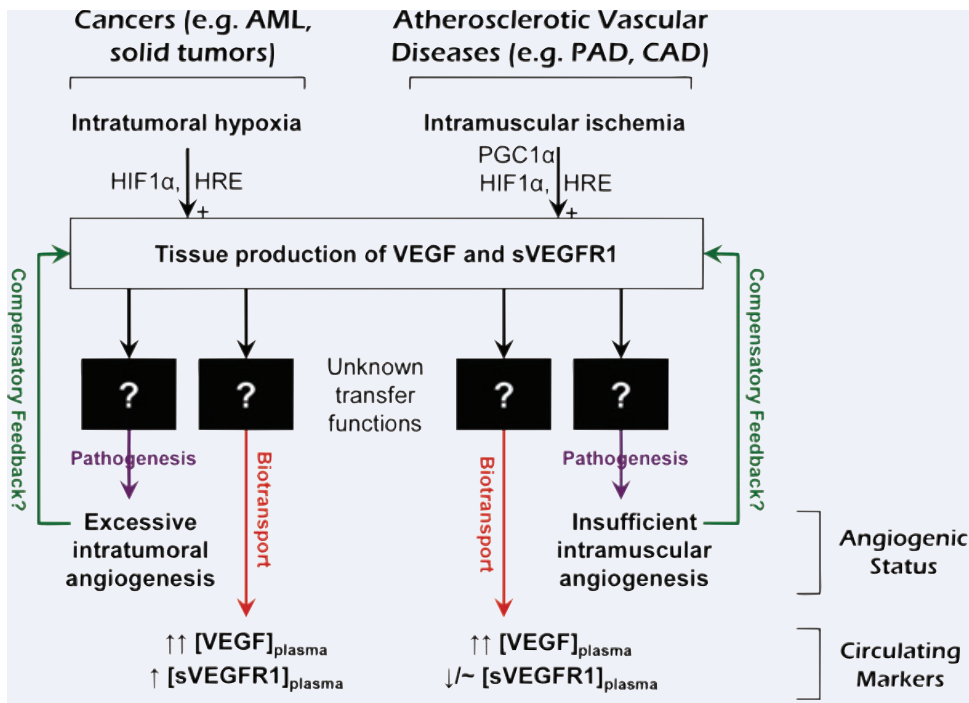 Cancers (e.g. AML,
solid tumors)
Atherosclerotic Vascular
Diseases (e.g. PAD, CAD)
Intratumoral hypoxia
Intramuscular ischemia
HIF1α, HRE
+
PGC1α
HIF1α, HRE
+
Tissue production of VEGF and sVEGFR1
Compensatory Feedback?
Compensatory Feedback?
?
?
Unknown
transfer
functions
?
?
Pathogenesis
Biotransport
Biotransport
Pathogenesis
Excessive
intratumoral
angiogenesis
Insufficient
intramuscular
angiogenesis
Angiogenic
Status
↑↑ [VEGF]plasma
↑ [sVEGFR1]plasma
↑↑ [VEGF]plasma
↓/~ [sVEGFR1]plasma
Circulating
Markers